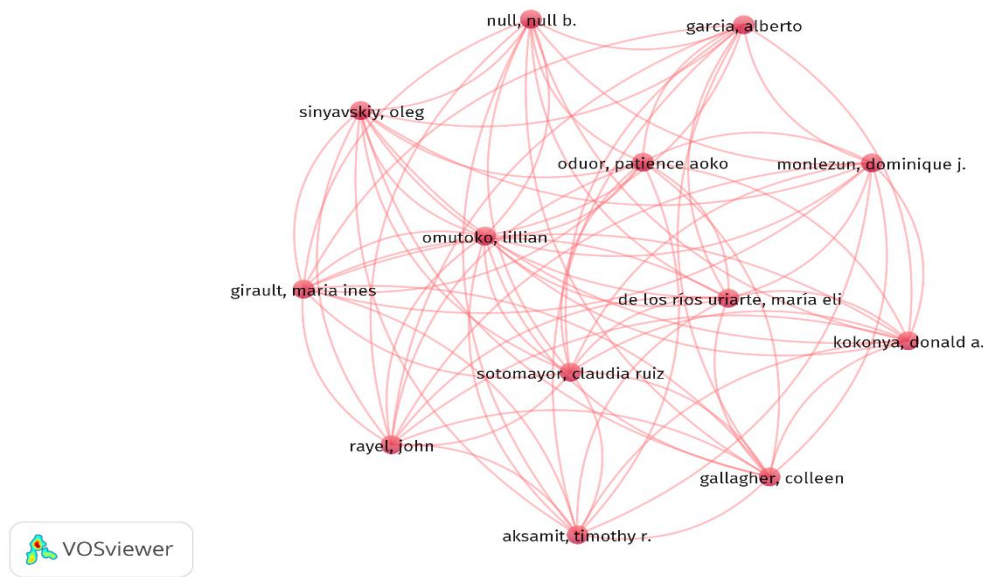 null, null b.
garcia, alberto
sinyavskiy, oleg
oduor, patience aoko
monlezun, dominique j.
omutoko, lillian
girault, maria ines
de los ríos uriarte, maría eli
kokonya, donald a.
sotomayor, claudia ruiz
rayel, john
gallagher, colleen
aksamit, timothy r.
VOSviewer